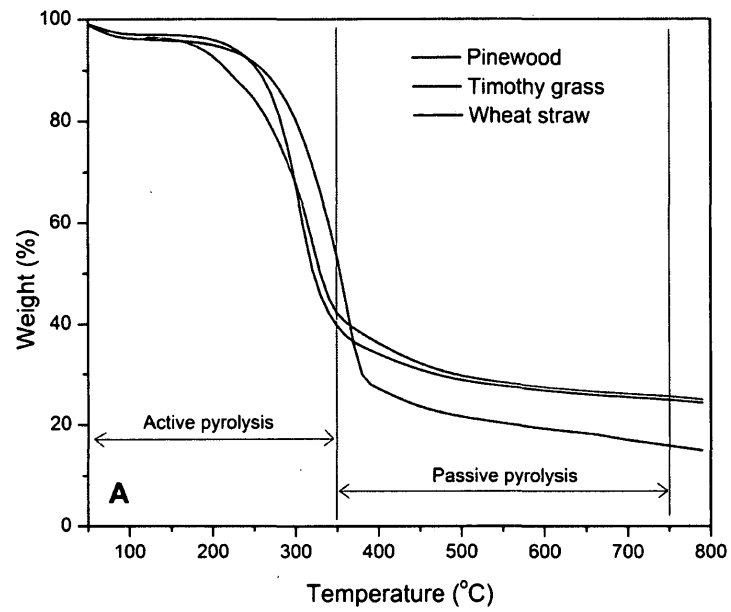 100
80
60
40
20
0
Weight (%)
Pinewood
Timothy grass
Wheat straw
Active pyrolysis
Passive pyrolysis
A
100 200 300 400 500 600 700 800
Temperature (°C)